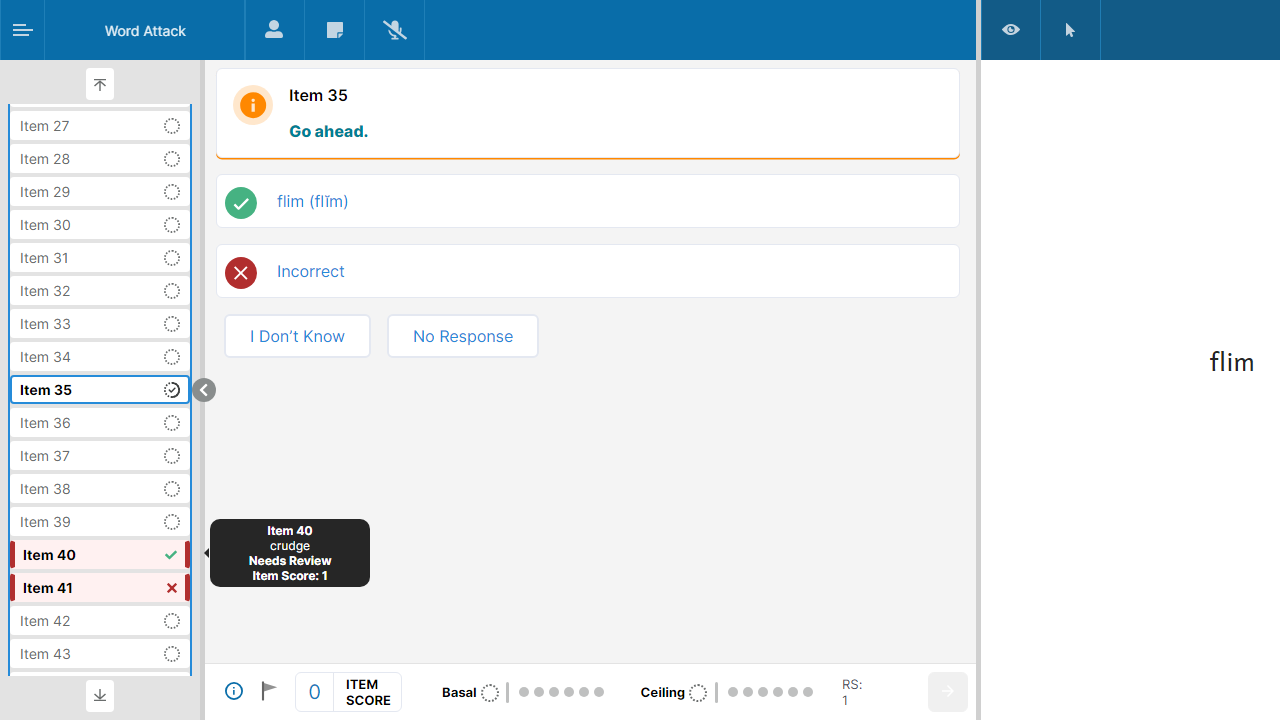 Word Attack
Item 27
Item 28
Item 29
Item 30
Item 31
Item 32
Item 33
Item 34
Item 35
Item 36
Item 37
Item 38
Item 39
Item 40
Item 41
Item 42
Item 43
Item 35
Go ahead.
flim (flĭm)
Incorrect
I Don’t Know
No Response
Item 40
crudge
Needs Review
Item Score: 1
0
ITEM
SCORE
Basal
Ceiling
RS:
1
flim